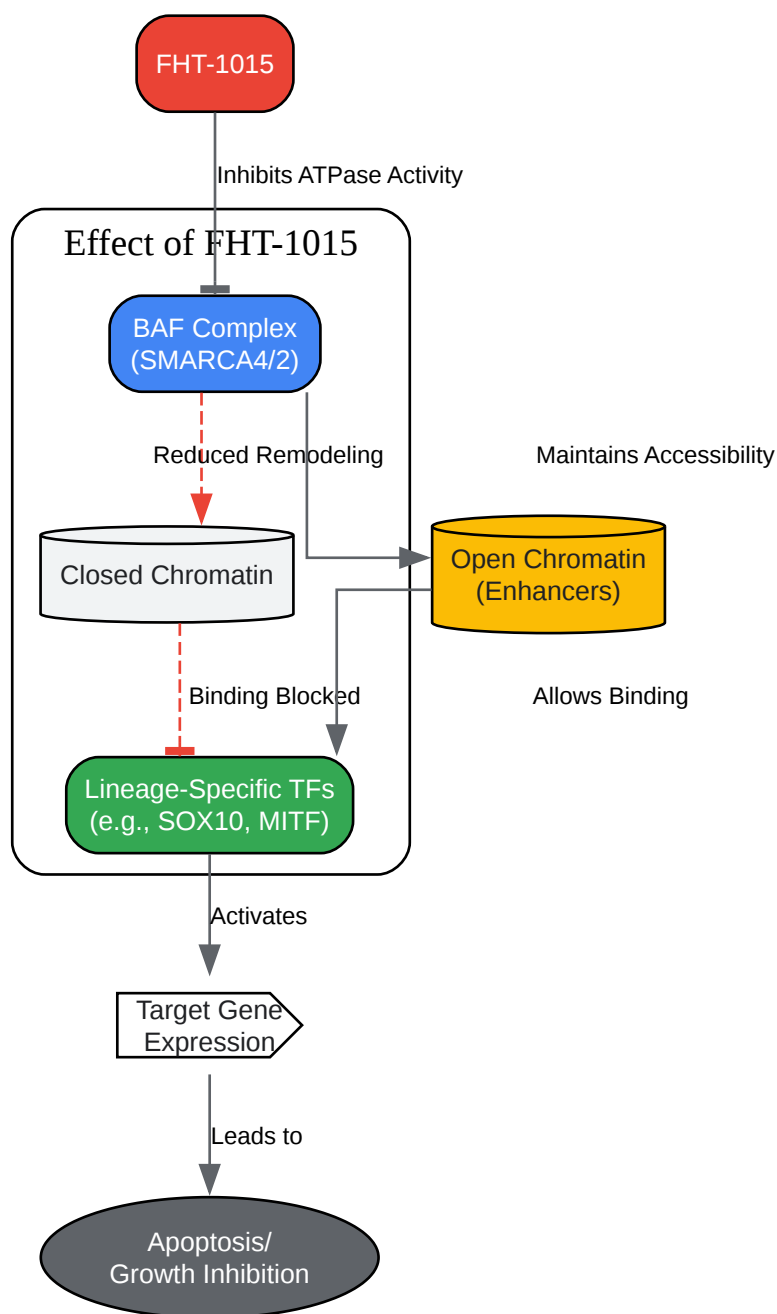 FHT-1015
Inhibits ATPase Activity
Effect of FHT-1015
BAF Complex
(SMARCA4/2)
Reduced Remodeling
Maintains Accessibility
Closed Chromatin
Open Chromatin
(Enhancers)
Binding Blocked
Allows Binding
Lineage-Specific TFs
(e.g., SOX10, MITF)
Activates
Target Gene
Expression
Leads to
Apoptosis/
Growth Inhibition